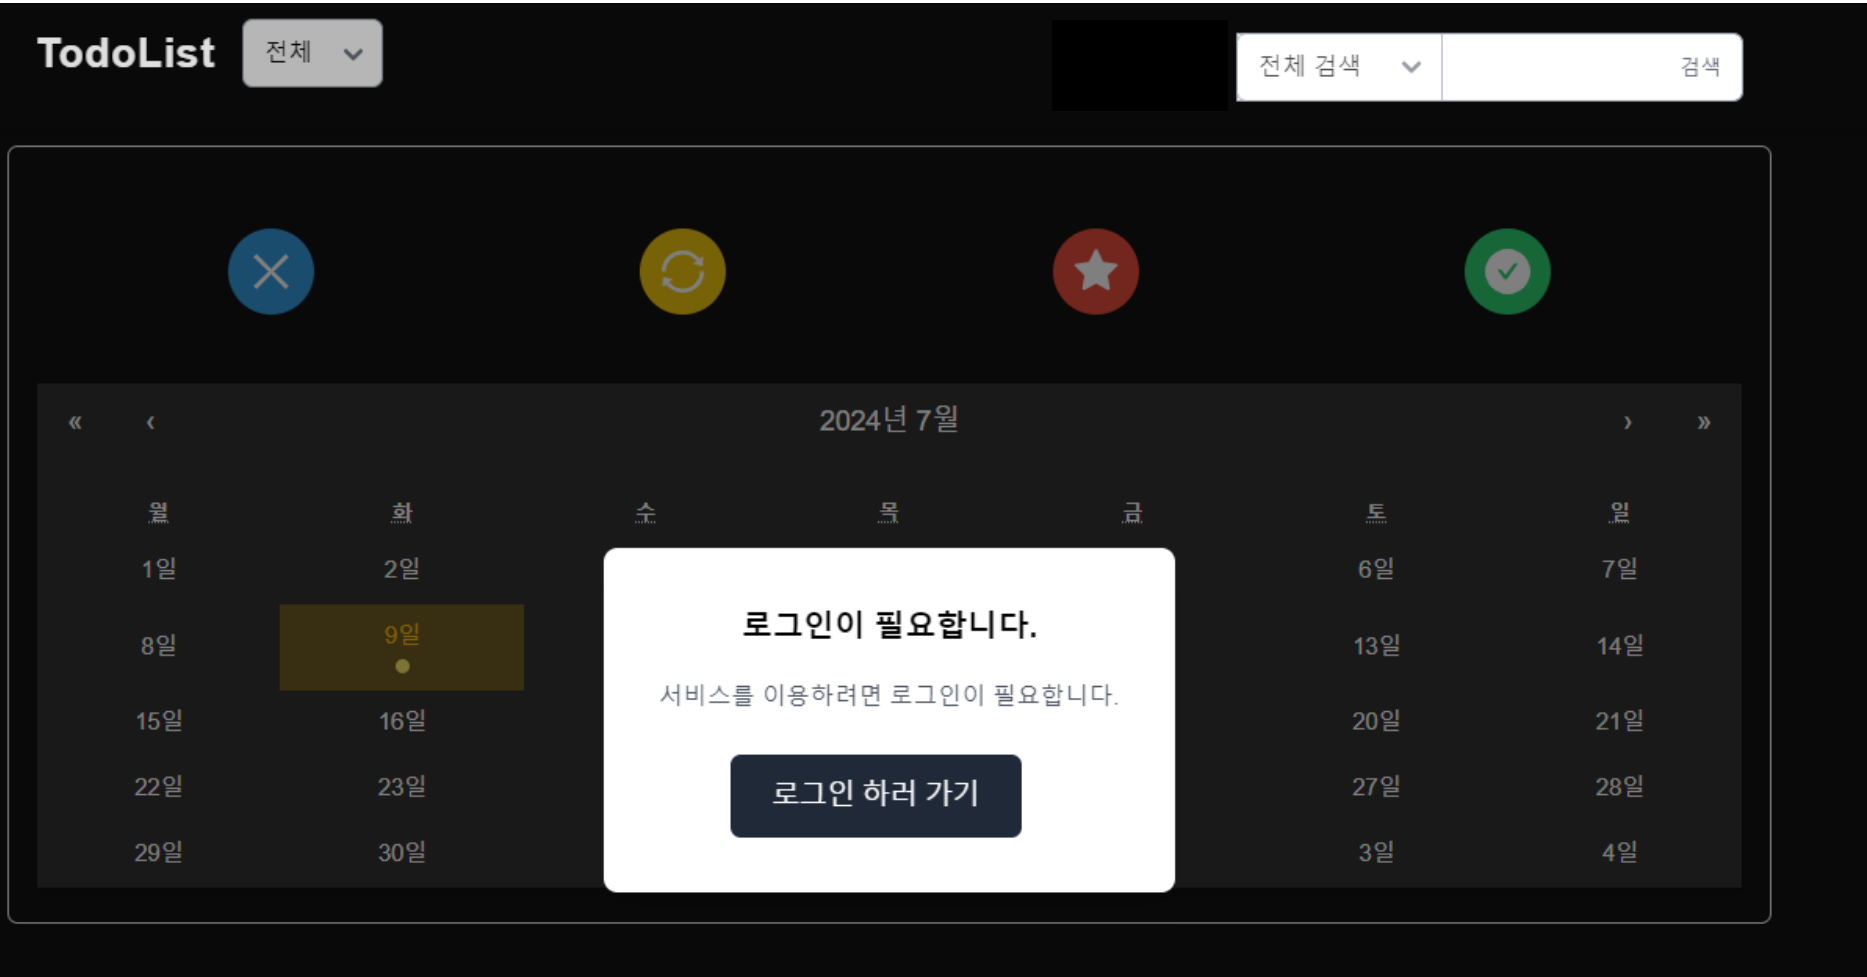 TodoList 전체
전체 검색 검색
« ‹ 2024년 7월 › »
월 화 수 목 금 토 일
1일 2일 6일 7일
8일 9일 13일 14일
15일 16일 20일 21일
22일 23일 27일 28일
29일 30일 3일 4일
로그인이 필요합니다.
서비스를 이용하려면 로그인이 필요합니다.
로그인 하러 가기